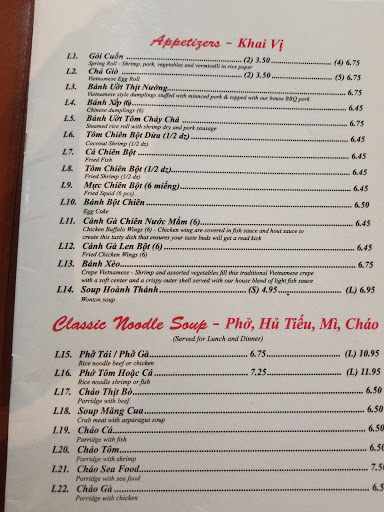 Appetizers - Khai Vị
L1. Gỏi Cuốn (2) 3.50 (4) 6.75
Spring Roll - Shrimp, pork, vegetables and vermicelli in rice paper
L2. Chả Giò (2) 3.50 (5) 6.75
Vietnamese Egg Roll
L3. Bánh Ướt Thịt Nướng 6.75
Vietnamese style dumplings stuffed with minced pork & topped with our house BBQ pork
L4. Bánh Xếp (6) 6.45
Chinese dumplings (6)
L5. Bánh Ướt Tôm Cháy Chả 6.75
Steamed rice roll with shrimp dry and pork sausage
L6. Tôm Chiên Bột Dừa (1/2 dz) 6.45
Coconut Shrimp (1/2 dz)
L7. Cá Chiên Bột 6.45
Fried Fish
L8. Tôm Chiên Bột (1/2 dz) 6.45
Fried Shrimp (1/2 dz)
L9. Mực Chiên Bột (6 miếng) 6.45
Fried Squid (6 pcs)
L10. Bánh Bột Chiên 6.50
Egg Cake
L11. Cánh Gà Chiên Nước Mắm (6) 6.45
Chicken Buffalo Wings (6) - Chicken wing are covered in fish sauce and hout sauce to
create this tasty dish that ensures your taste buds will get a real kick
L12. Cánh Gà Len Bột (6) 6.45
Fried Chicken Wings (6)
L13. Bánh Xèo 6.75
Crepe Vietnamese - Shrimp and assorted vegetables fill this traditional Vietnamese crepe
with a soft center and a crispy outer shell served with our house blend of light fish sauce
L14. Soup Hoành Thánh (S) 4.95 (L) 6.95
Wonton soup
Classic Noodle Soup - Phở, Hủ Tiếu, Mì, Cháo
(Served for Lunch and Dinner)
L15. Phở Tái / Phở Gà 6.75 (L) 10.95
Rice noodle beef or chicken
L16. Phở Tôm Hoặc Cá 7.25 (L) 11.95
Rice noodle shrimp or fish
L17. Cháo Thịt Bò 6.50
Porridge with beef
L18. Soup Măng Cua 6.50
Crab meat with asparagus soup
L19. Cháo Cá 6.50
Porridge with fish
L20. Cháo Tôm 6.50
Porridge with shrimp
L21. Cháo Sea Food 7.50
Porridge with sea food
L22. Cháo Gà 6.5
Porridge with chicken